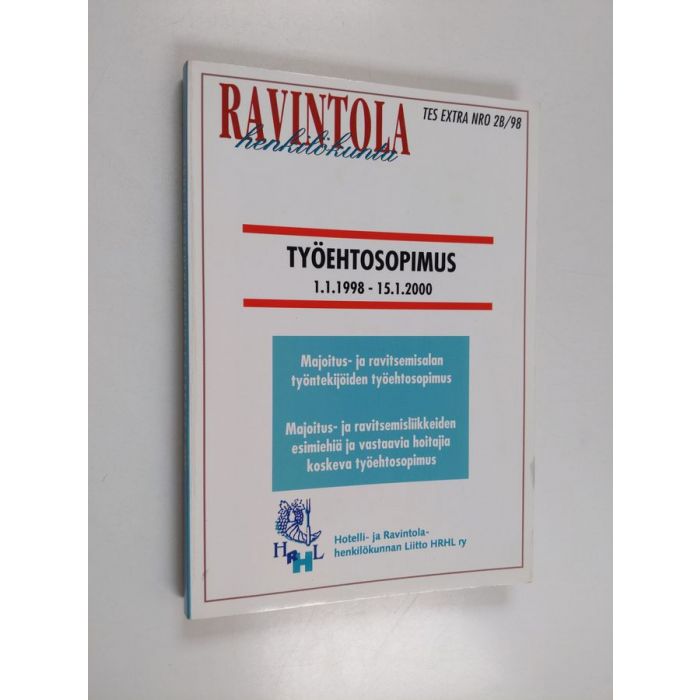 RAVINTOLA
henkilökunta
TES EXTRA NRO 2B/98
TYÖEHTOSOPIMUS
1.1.1998 - 15.1.2000
Majoitus- ja ravitsemisalan
työntekijöiden työehtosopimus
Majoitus- ja ravitsemisliikkeiden
esimiehiä ja vastaavia hoitajia
koskeva työehtosopimus
HRHL
Hotelli- ja Ravintola-
henkilökunnan Liitto HRHL ry